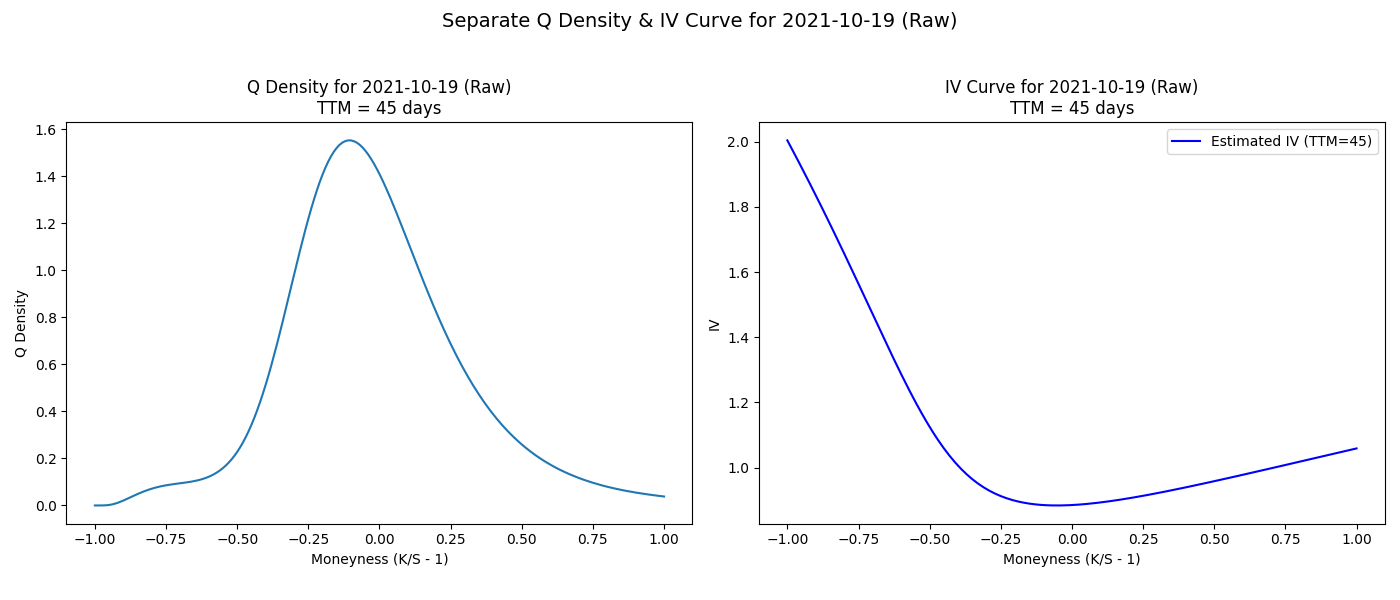 Separate Q Density & IV Curve for 2021-10-19 (Raw)
Q Density for 2021-10-19 (Raw)
TTM = 45 days
1.6
1.4
1.2
1.0
0.8
0.6
0.4
0.2
0.0
Q Density
−1.00 −0.75 −0.50 −0.25 0.00 0.25 0.50 0.75 1.00
Moneyness (K/S - 1)
IV Curve for 2021-10-19 (Raw)
TTM = 45 days
Estimated IV (TTM=45)
2.0
1.8
1.6
1.4
1.2
1.0
IV
−1.00 −0.75 −0.50 −0.25 0.00 0.25 0.50 0.75 1.00
Moneyness (K/S - 1)